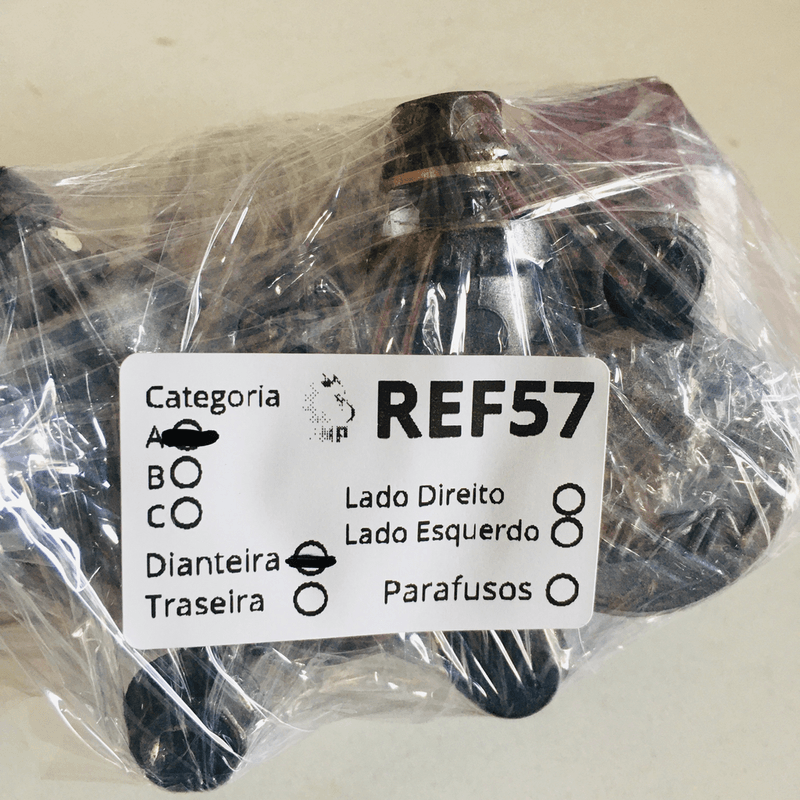 Categoria
REF57
A
B
C
Lado Direito
Lado Esquerdo
Dianteira
Traseira
Parafusos